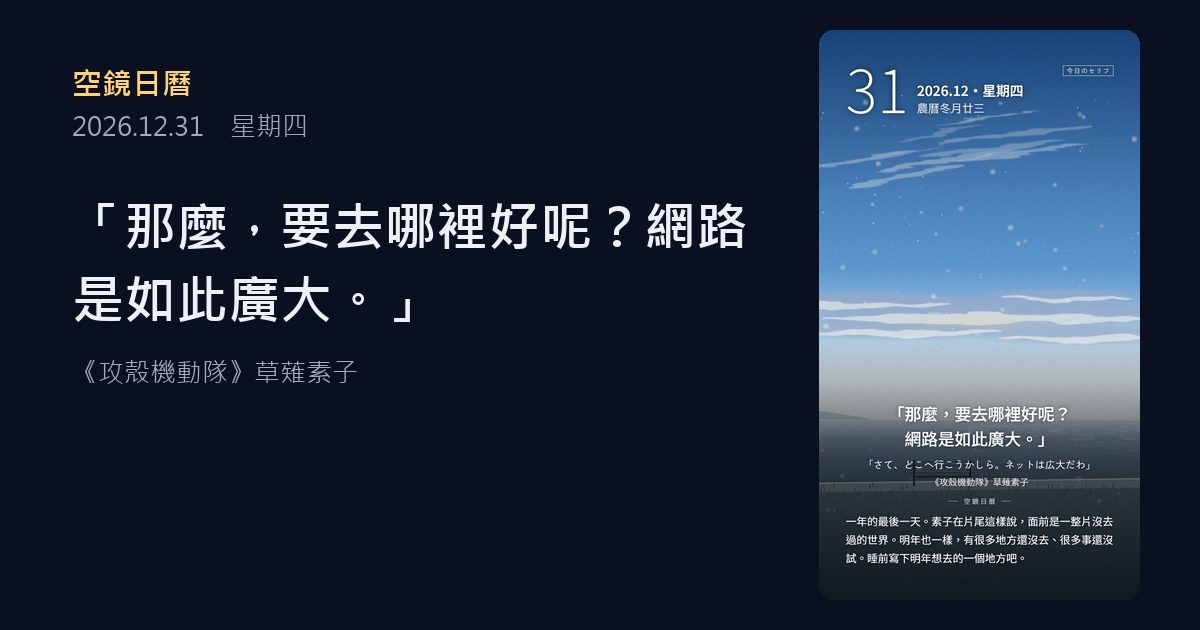 空鏡日曆
2026.12.31 星期四
「那麼，要去哪裡好呢？網路
是如此廣大。」
《攻殼機動隊》草薙素子
31
2026.12・星期四
農曆冬月廿三
今日のセリフ
「那麼，要去哪裡好呢？
網路是如此廣大。」
「さて、どこへ行こうかしら。ネットは広大だわ」
《攻殼機動隊》草薙素子
— 空鏡日曆 —
一年的最後一天。素子在片尾這樣說，面前是一整片沒去
過的世界。明年也一樣，有很多地方還沒去、很多事還沒
試。睡前寫下明年想去的一個地方吧。